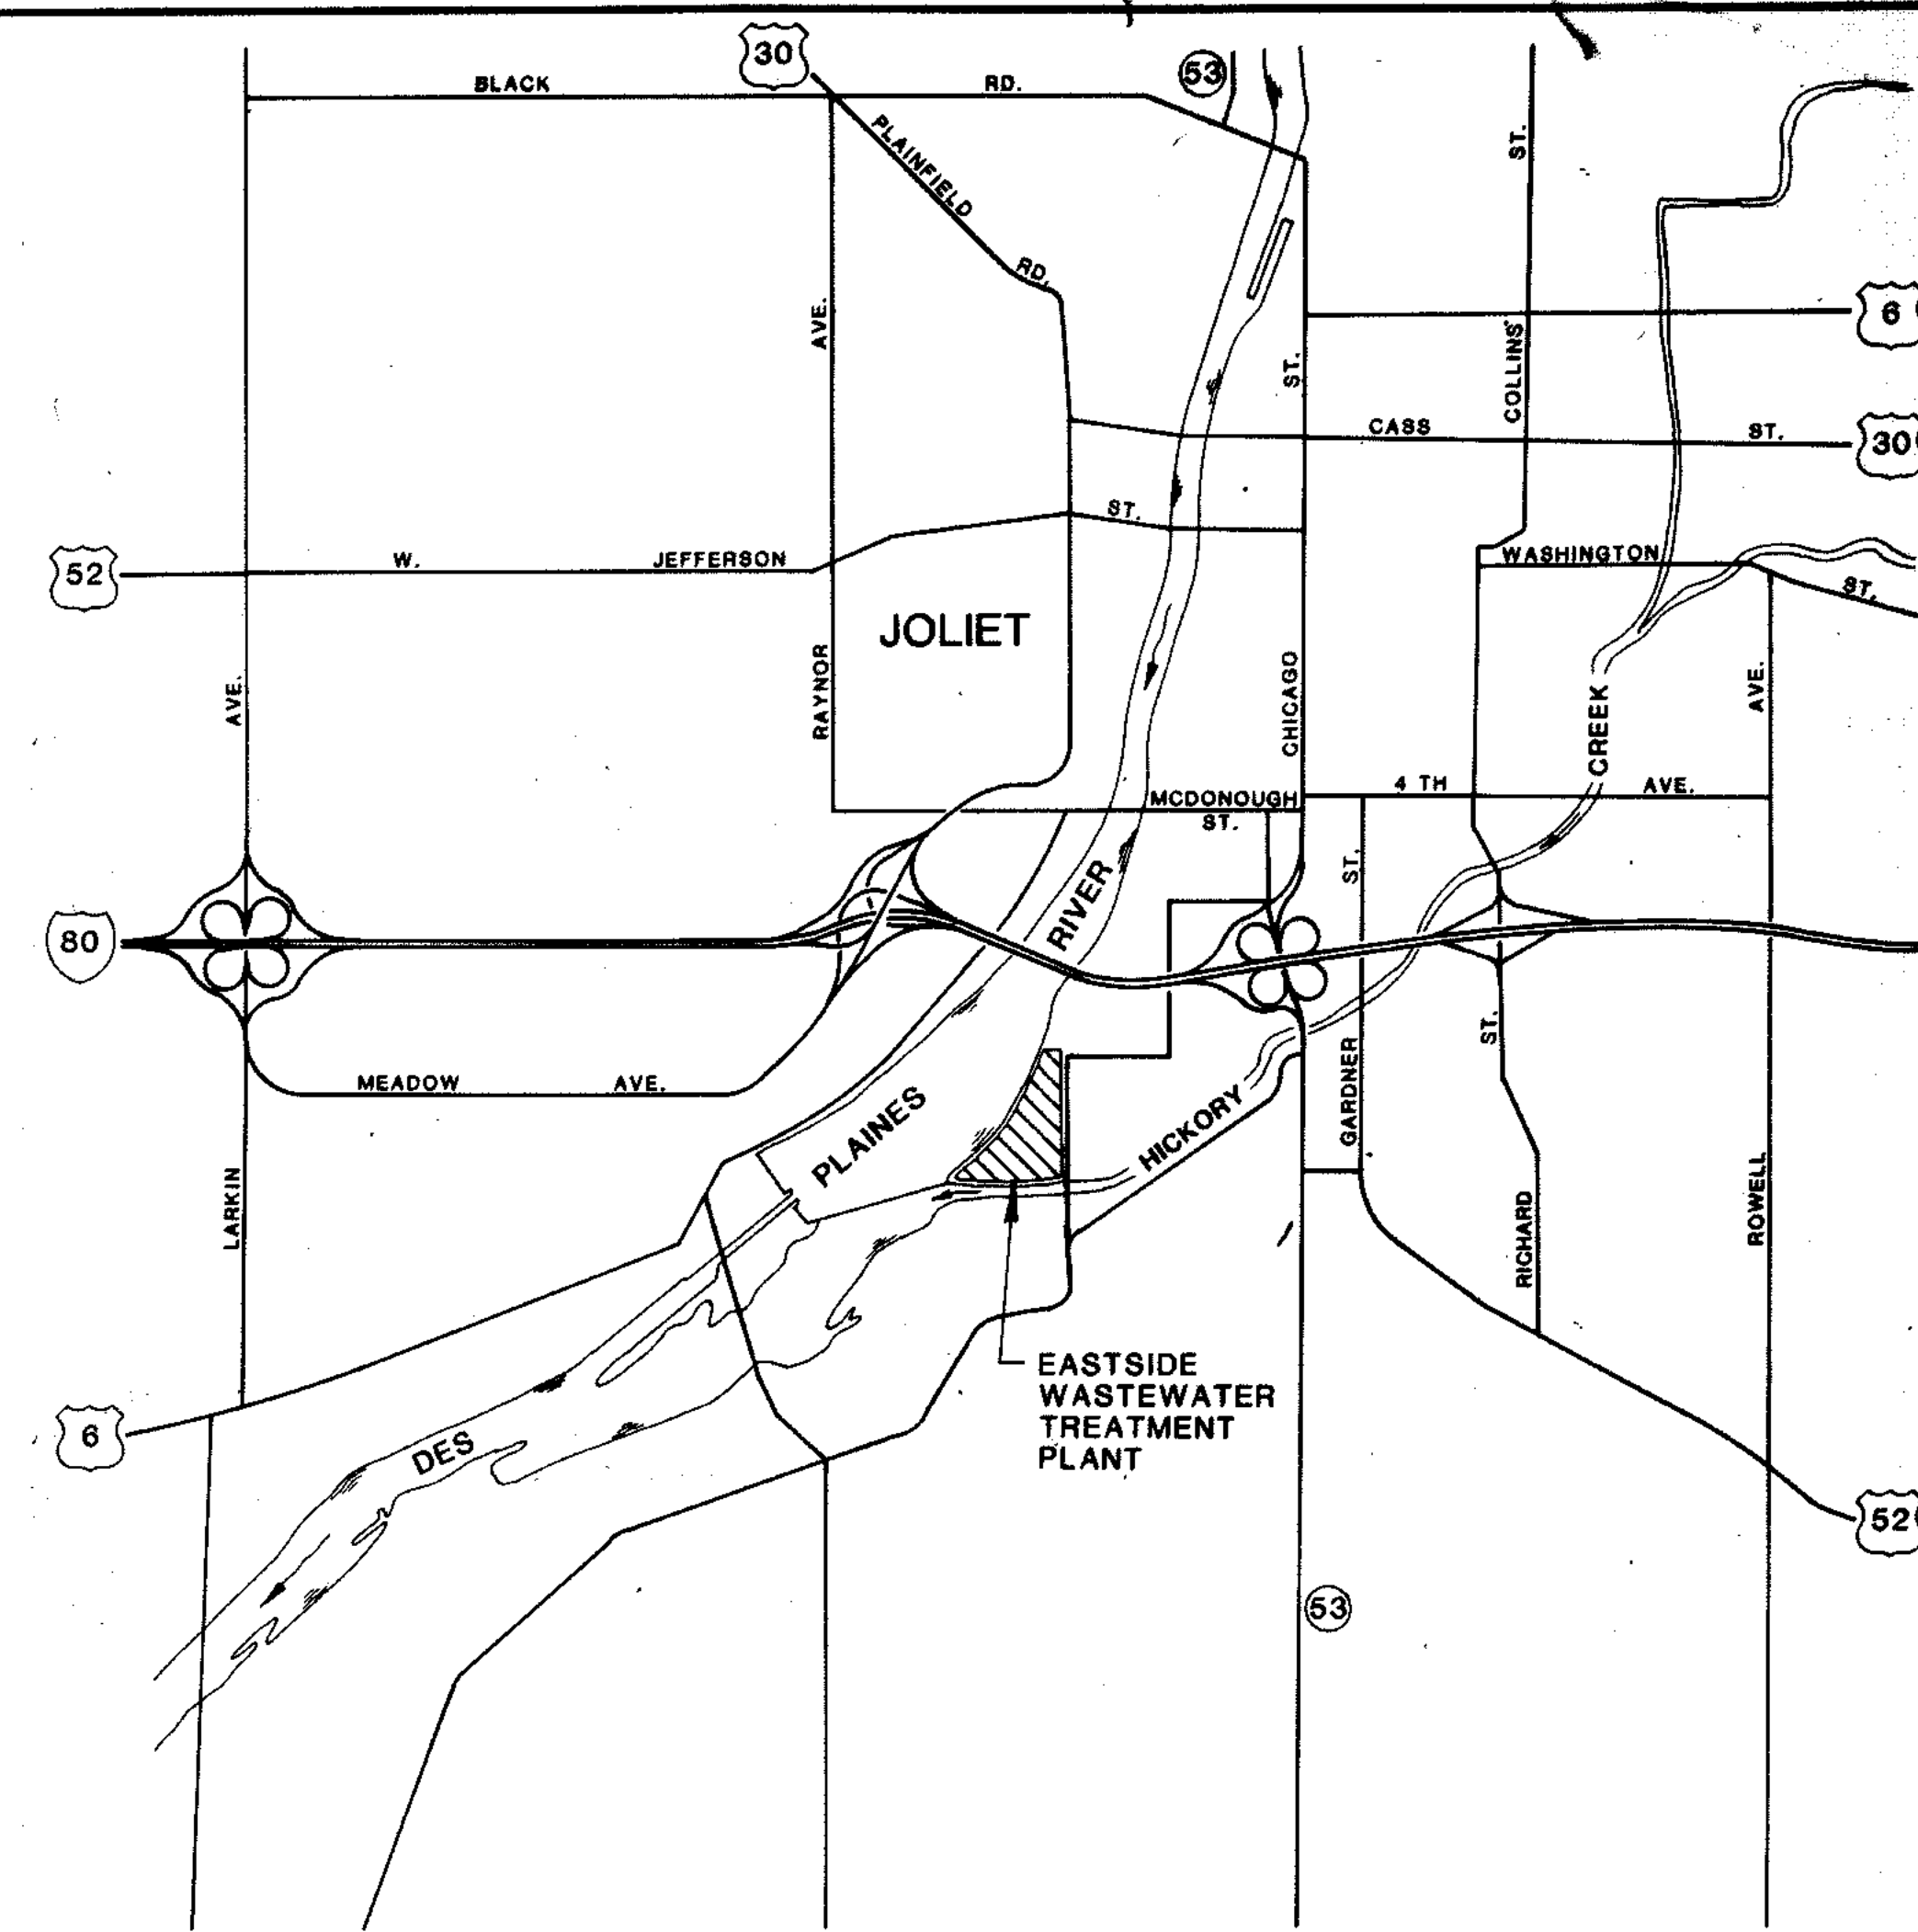 30
53
BLACK RD.
PLAINFIELD RD.
ST.
6
AVE.
ST.
COLLINS
CASS ST.
30
ST.
52
W. JEFFERSON
WASHINGTON ST.
JOLIET
RAYNOR
CHICAGO
AVE.
CREEK
AVE.
MCDONOUGH
ST.
4 TH AVE.
ST.
RIVER
80
ST.
MEADOW AVE.
GARDNER
PLAINES
HICKORY
LARKIN
RICHARD
ROWELL
EASTSIDE
WASTEWATER
TREATMENT
PLANT
6
DES
52
53